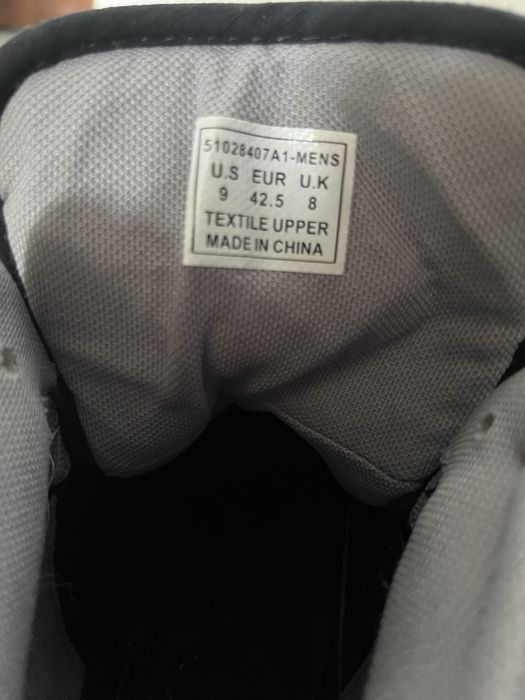 51028407A1-MENS
U.S EUR U.K
9 42.5 8
TEXTILE UPPER
MADE IN CHINA